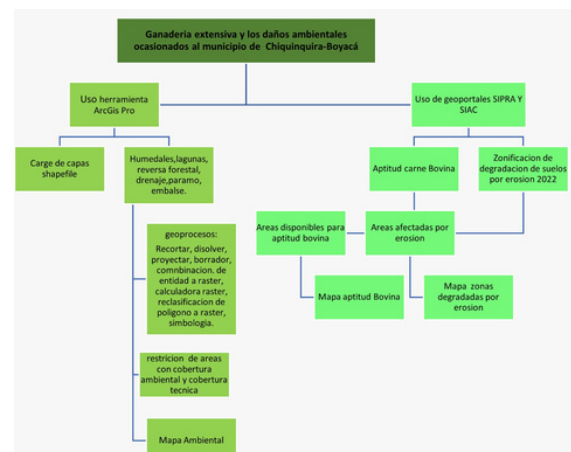 Ganaderia extensiva y los daños ambientales
ocasionados al municipio de Chiquinquira-Boyacá
Uso herramienta
ArcGis Pro
Uso de geoportales SIPRA Y
SIAC
Carge de capas
shapefile
Humedales,lagunas,
reversa forestal,
drenaje,paramo,
embalse.
Aptitud carne Bovina
Zonificacion de
degradacion de suelos
por erosion 2022
geoprocesos:
Recortar, disolver,
proyectar, borrador,
comnbinacion. de
entidad a raster,
calculadora raster,
reclasificacion de
poligono a raster,
simbologia.
Areas disponibles para
aptitud bovina
Areas afectadas por
erosion
Mapa aptitud Bovina
Mapa zonas
degradadas por
erosion
restricion de areas
con cobertura
ambiental y cobertura
tecnica
Mapa Ambiental